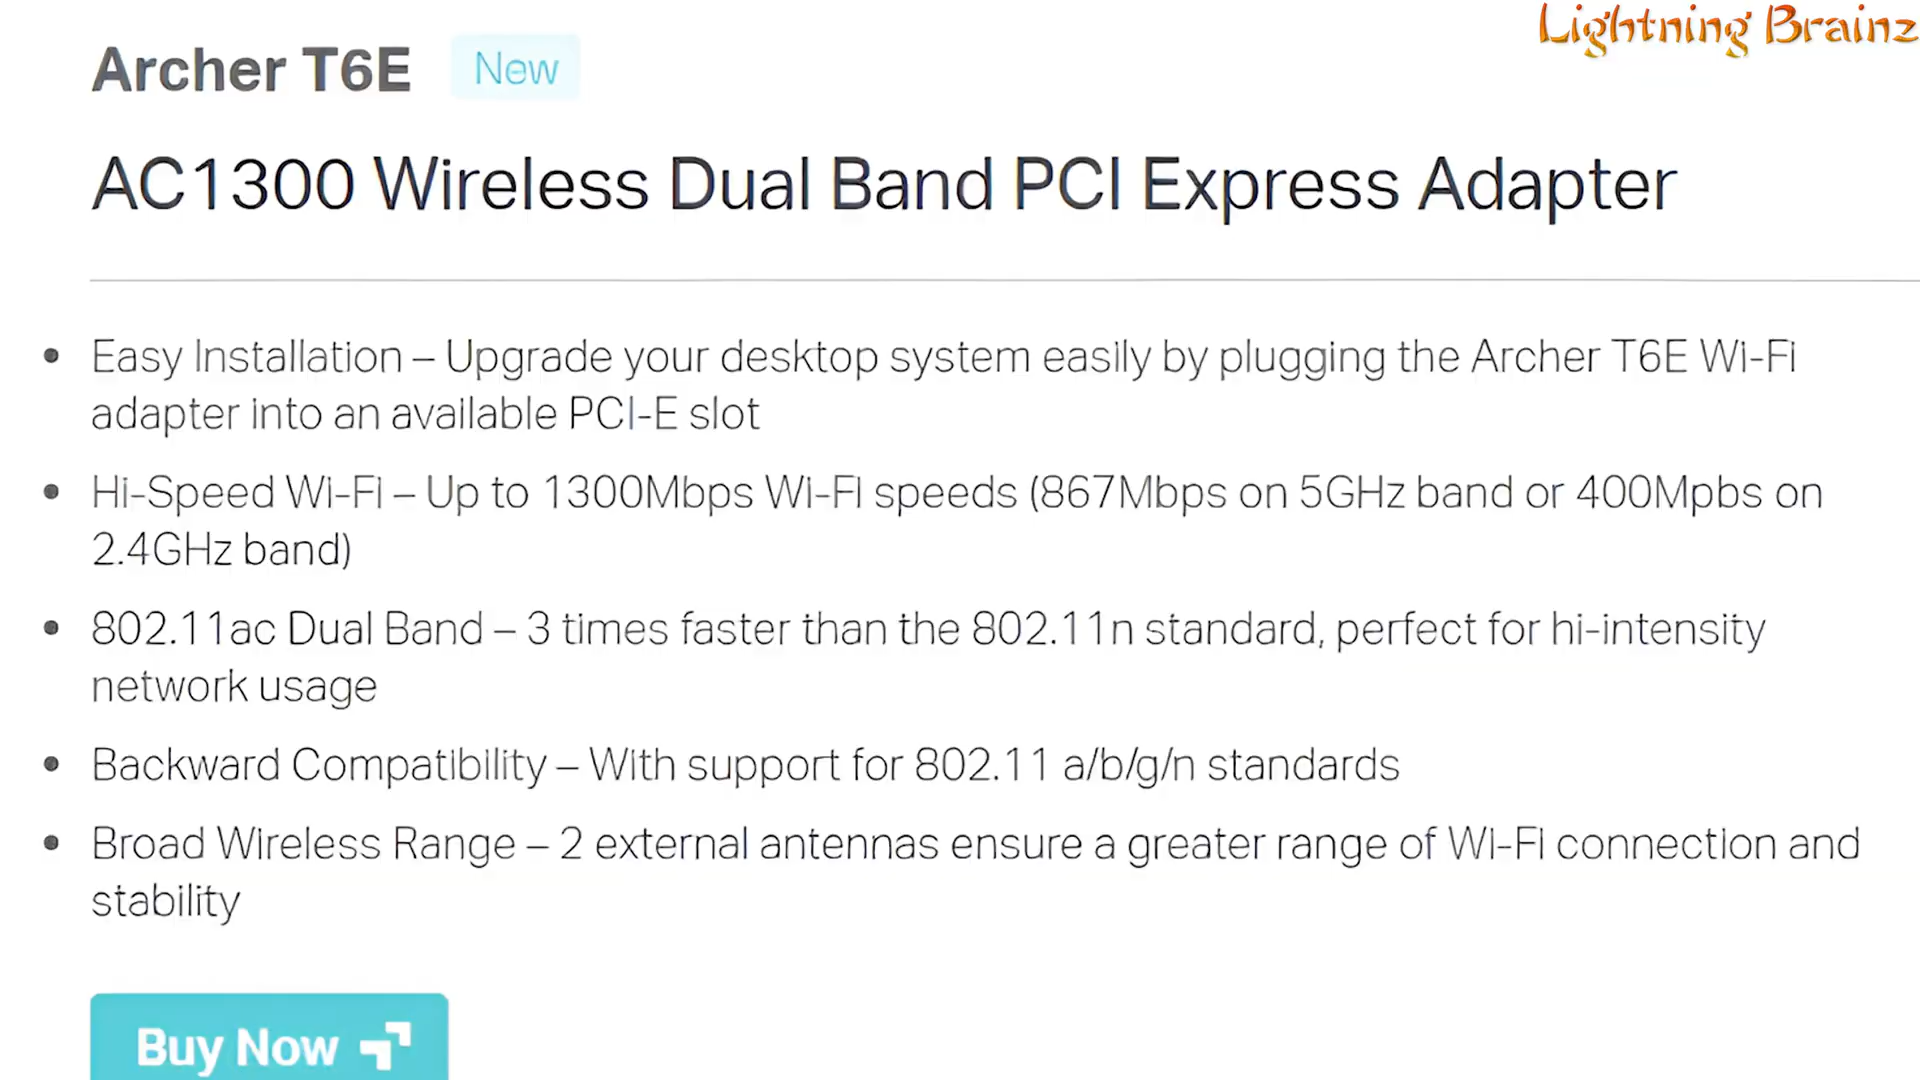 Lightning Brainz
Archer T6E New
AC1300 Wireless Dual Band PCI Express Adapter
• Easy Installation – Upgrade your desktop system easily by plugging the Archer T6E Wi-Fi
adapter into an available PCI-E slot
• Hi-Speed Wi-Fi – Up to 1300Mbps Wi-Fi speeds (867Mbps on 5GHz band or 400Mpbs on
2.4GHz band)
• 802.11ac Dual Band – 3 times faster than the 802.11n standard, perfect for hi-intensity
network usage
• Backward Compatibility – With support for 802.11 a/b/g/n standards
• Broad Wireless Range – 2 external antennas ensure a greater range of Wi-Fi connection and
stability
Buy Now